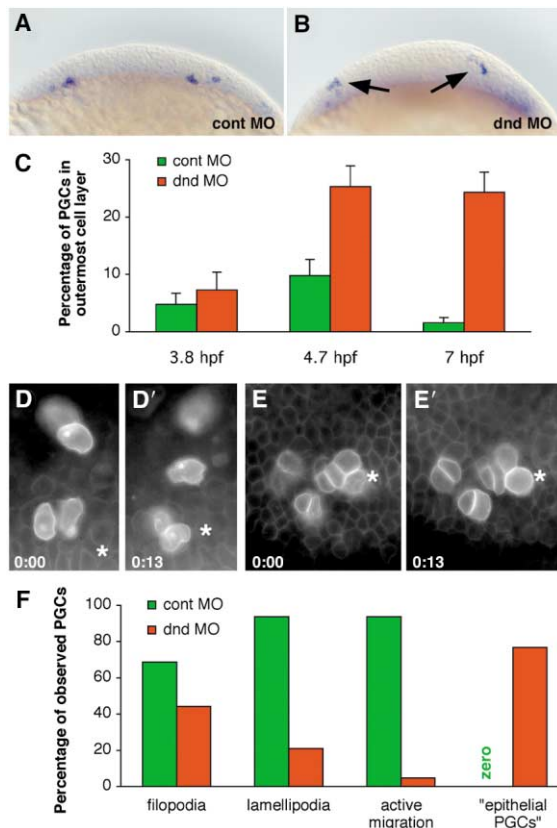 A
cont MO
B
dnd MO
C
Percentage of PGCs in
outermost cell layer
30
20
10
0
cont MO
dnd MO
3.8 hpf
4.7 hpf
7 hpf
D
0:00
*
D′
0:13
*
E
0:00
*
E′
0:13
*
F
Percentage of observed PGCs
100
80
60
40
20
0
cont MO
dnd MO
zero
filopodia
lamellipodia
active
migration
"epithelial
PGCs"